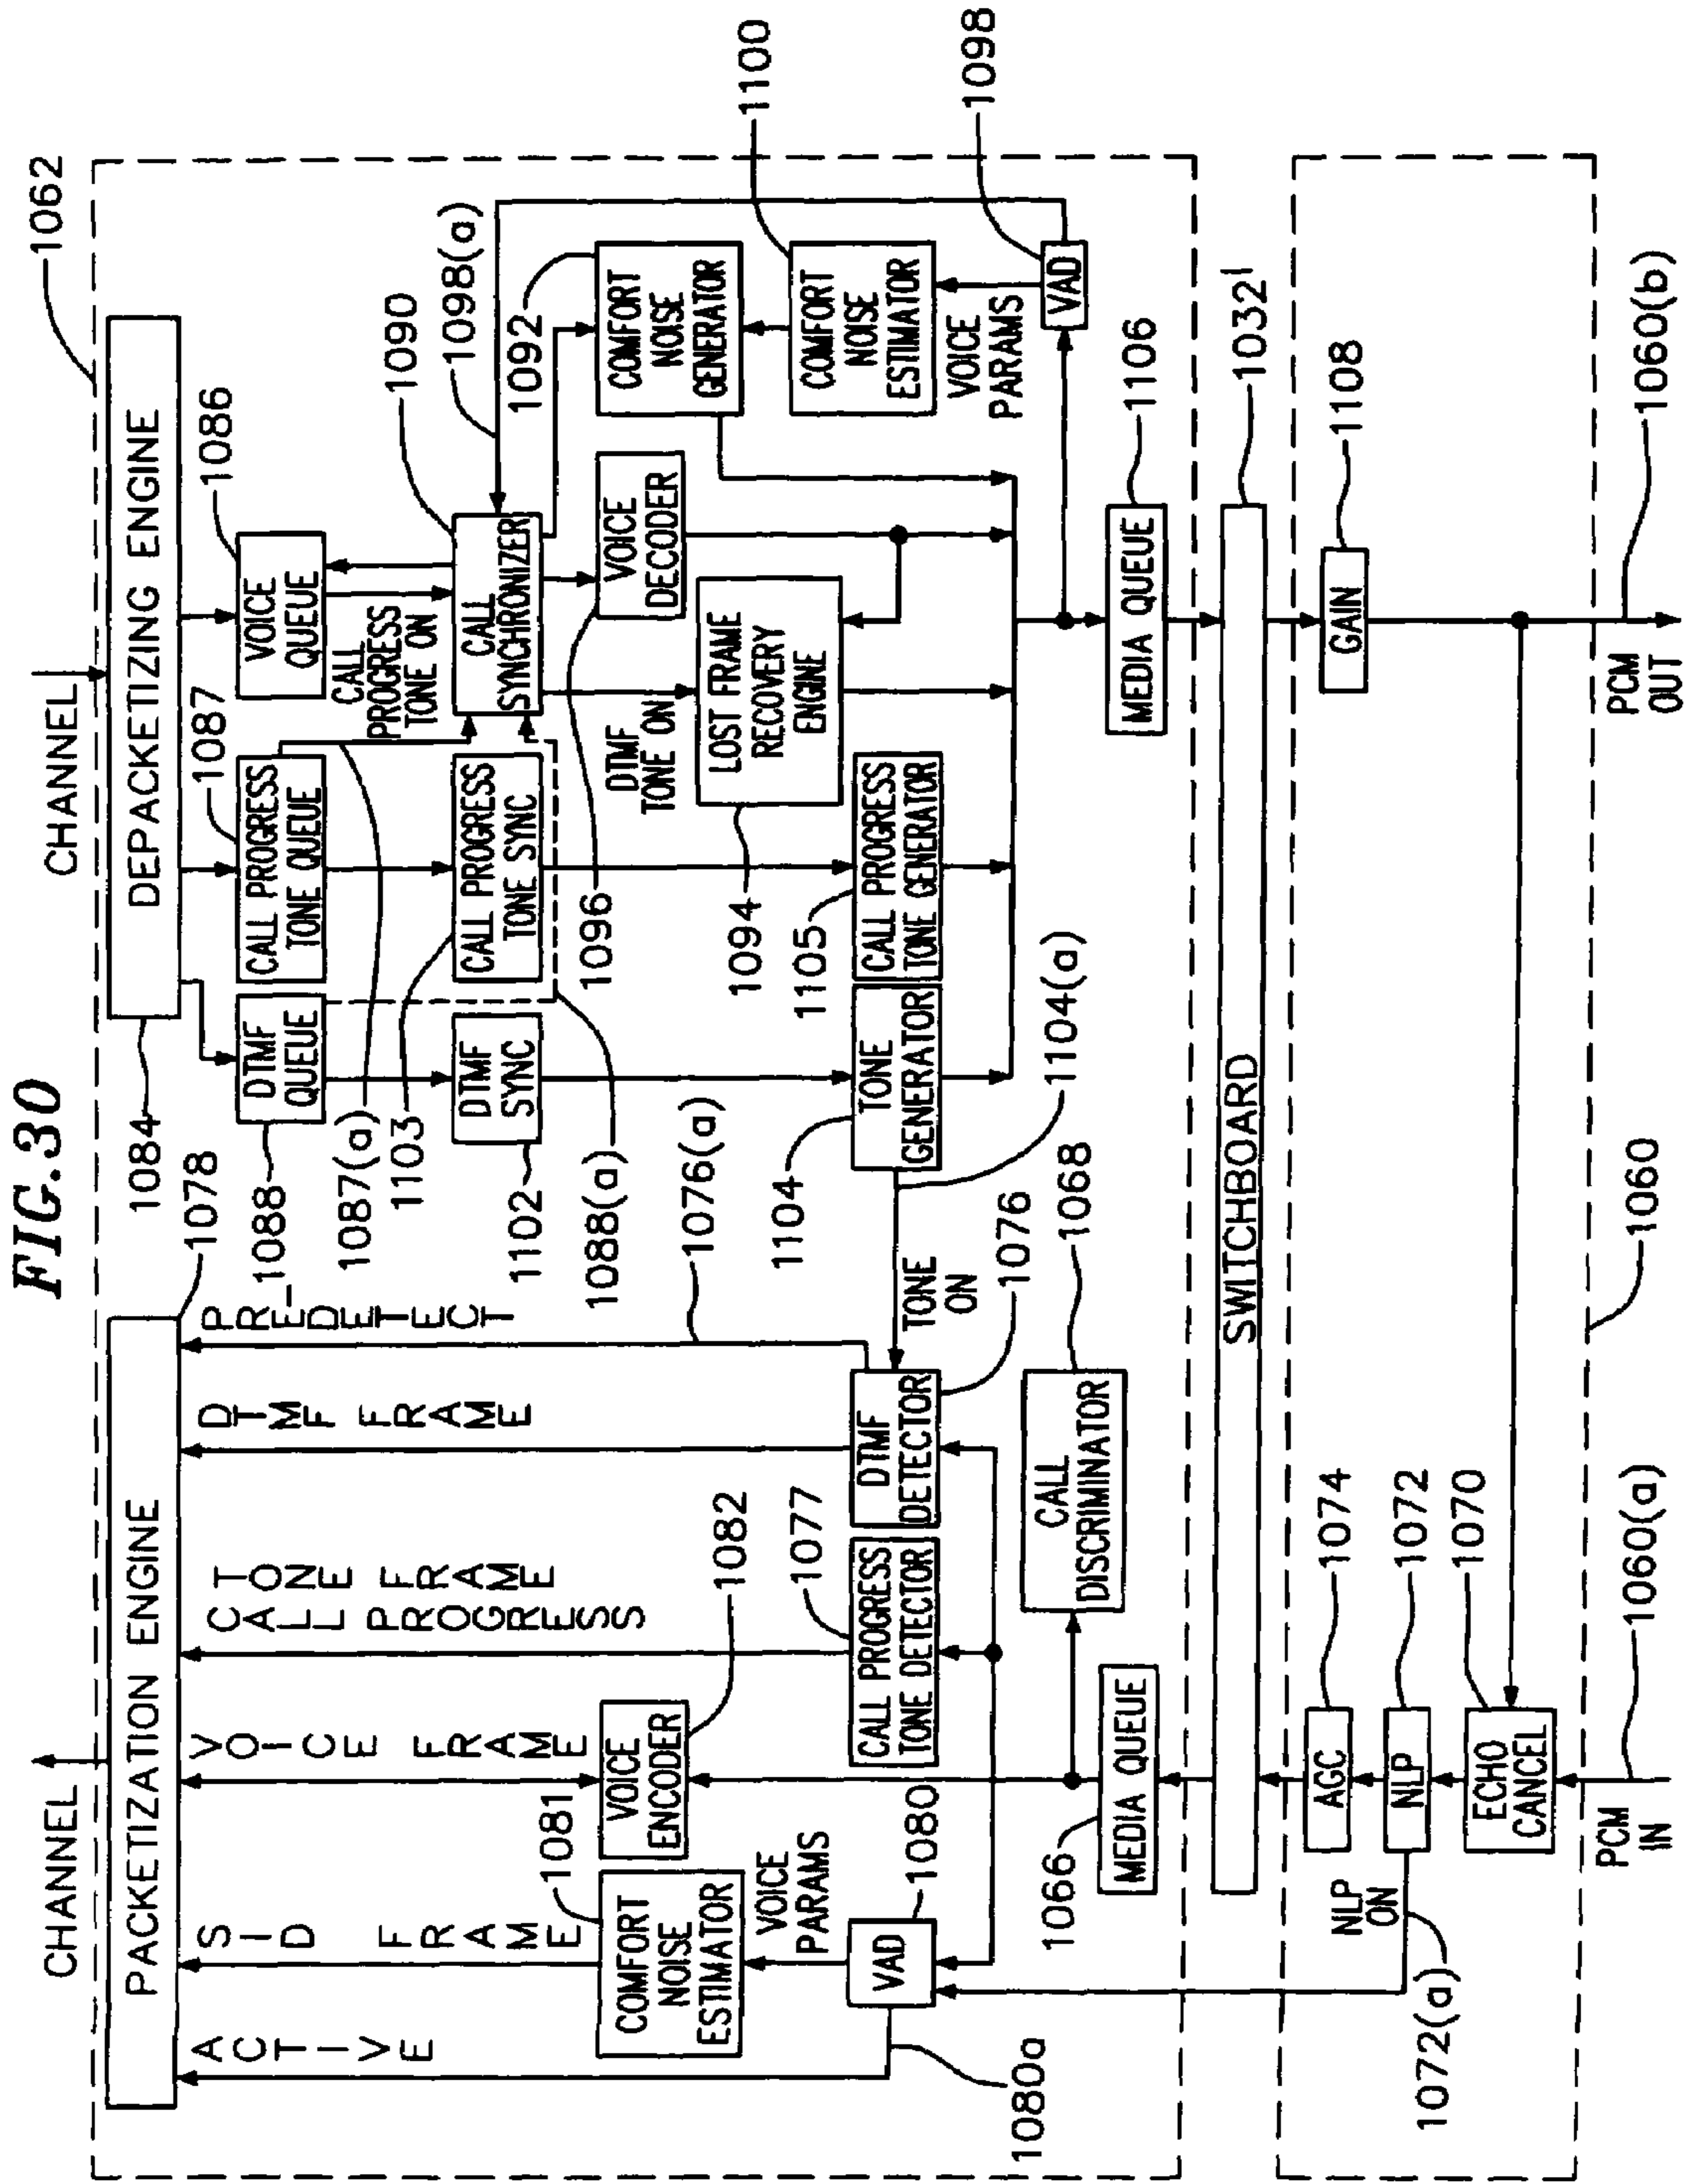 FIG.30
CHANNEL
CHANNEL
1062
PACKETIZATION ENGINE
1078
1084
DEPACKETIZING ENGINE
ACTIVE
SID FRAME
VOICE FRAME
CALL PROGRESS
TONE FRAME
DTMF FRAME
PRE-DETECT
1088
DTMF
QUEUE
1087
CALL PROGRESS
TONE QUEUE
1086
VOICE
QUEUE
1087(a)
CALL
PROGRESS
TONE ON
1090
1098(a)
1103
1102
DTMF
SYNC
CALL PROGRESS
TONE SYNC
CALL
SYNCHRONIZER
1092
1088(a)
1076(a)
1096
1081
COMFORT
NOISE
ESTIMATOR
VOICE
ENCODER
1082
DTMF
TONE ON
VOICE
DECODER
COMFORT
NOISE
GENERATOR
1100
1094
LOST FRAME
RECOVERY
ENGINE
COMFORT
NOISE
ESTIMATOR
VOICE
PARAMS
1080
1077
1104
1105
VAD
CALL PROGRESS
TONE DETECTOR
DTMF
DETECTOR
TONE
ON
TONE
GENERATOR
CALL PROGRESS
TONE GENERATOR
1104(a)
VOICE
PARAMS
1098
1076
1068
1080a
1066
CALL
DISCRIMINATOR
VAD
MEDIA QUEUE
MEDIA QUEUE
1106
SWITCHBOARD
1032'
NLP
ON
AGC
1074
GAIN
1108
NLP
1072
1072(a)
ECHO
CANCEL
1070
PCM
IN
1060(a)
1060
PCM
OUT
1060(b)